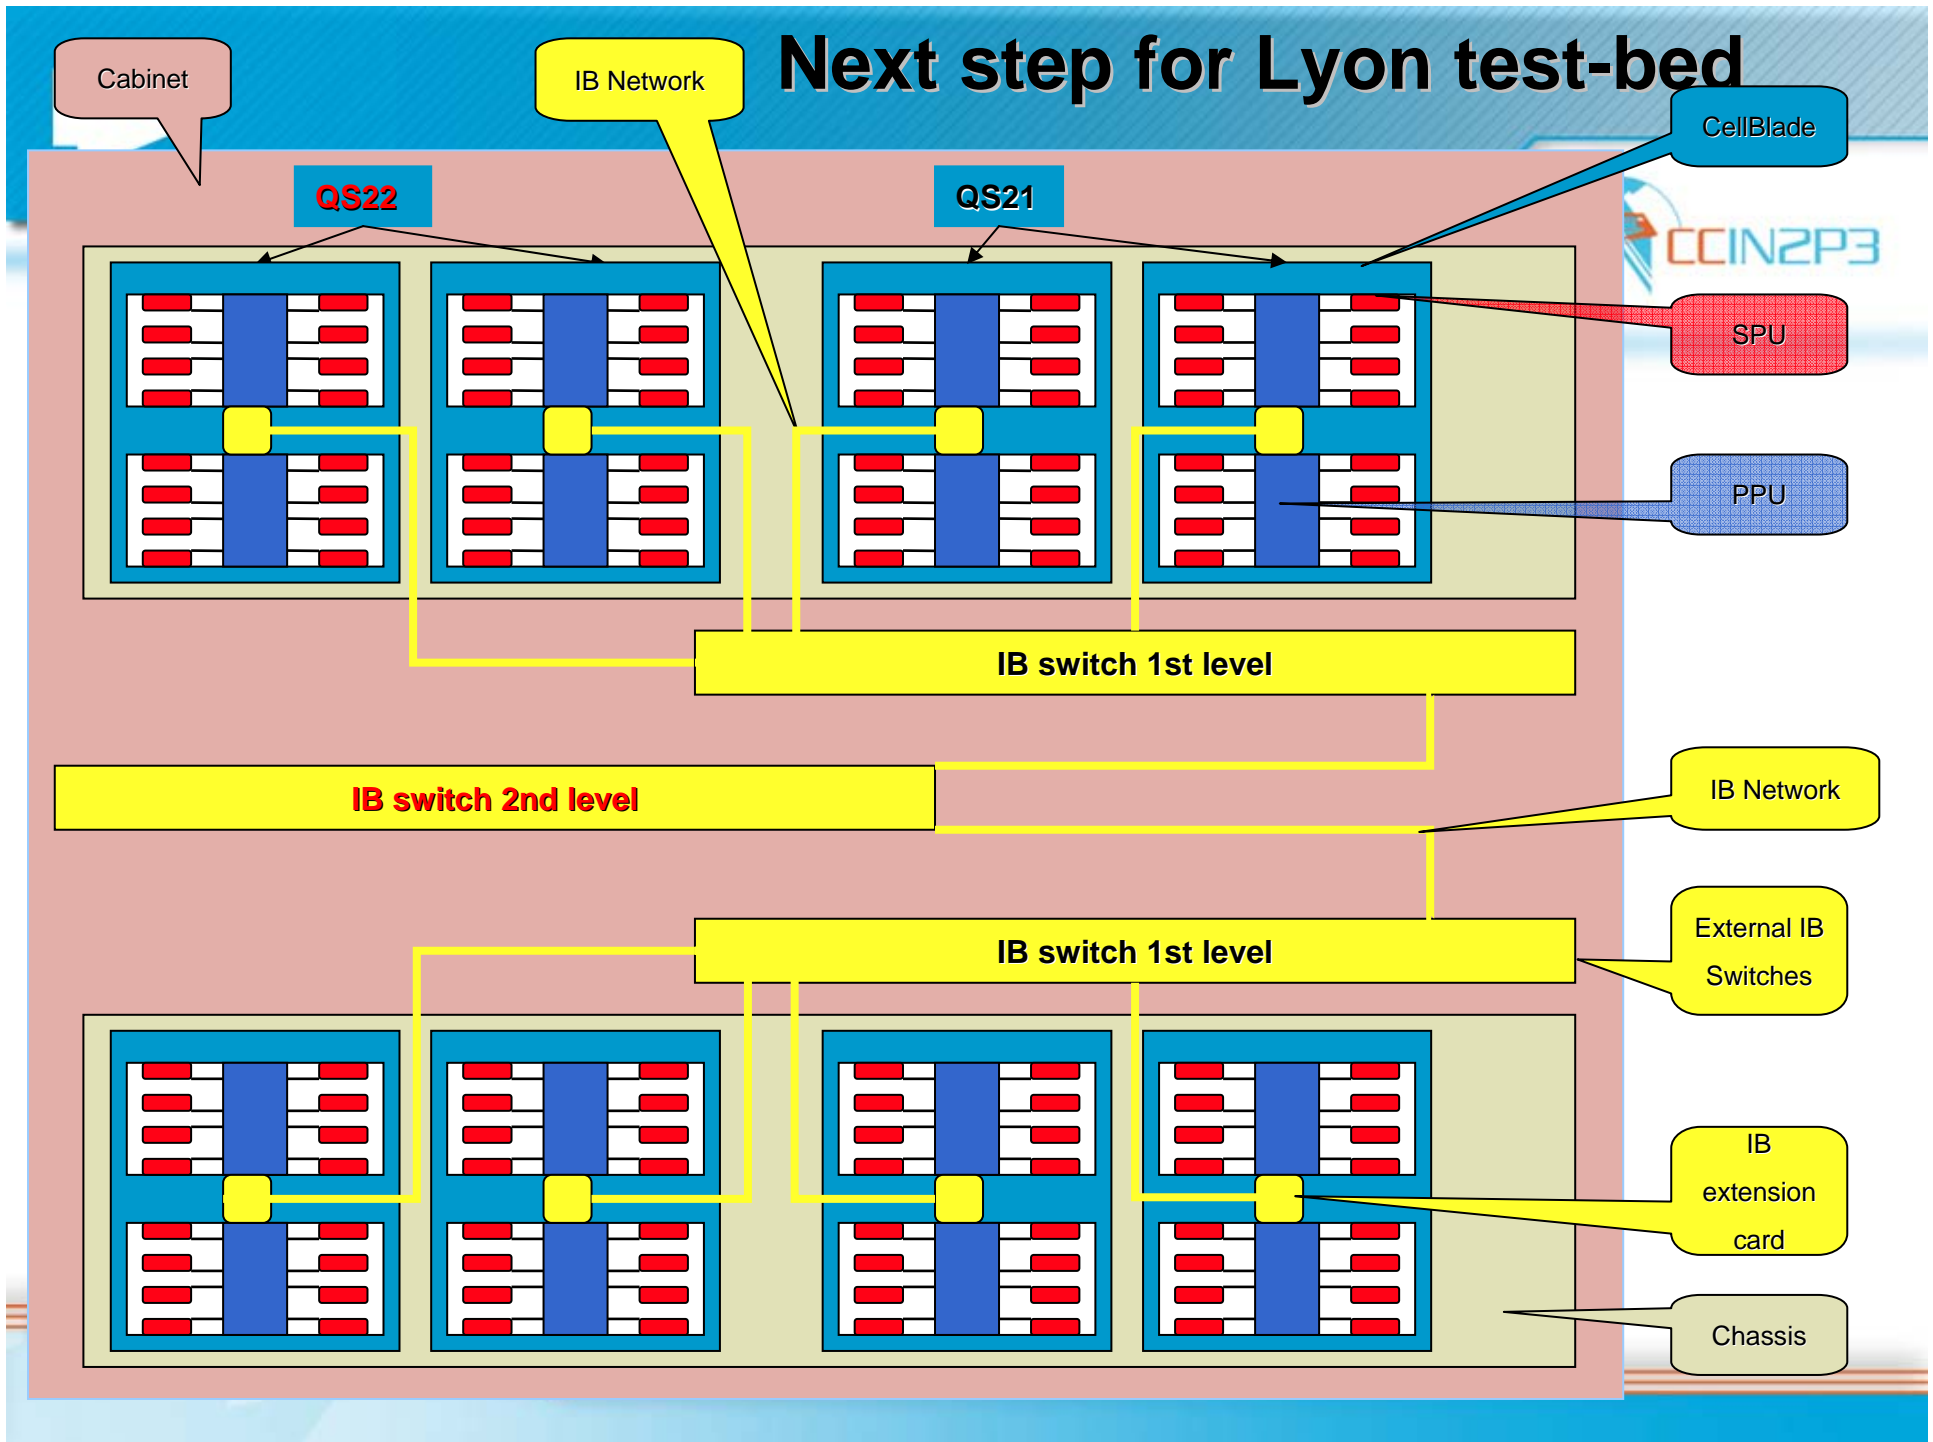 Next step for Lyon test-bed
Cabinet
IB Network
CellBlade
QS22
QS21
CCIN2P3
SPU
PPU
IB switch 1st level
IB switch 2nd level
IB Network
External IB
Switches
IB switch 1st level
IB
extension
card
Chassis